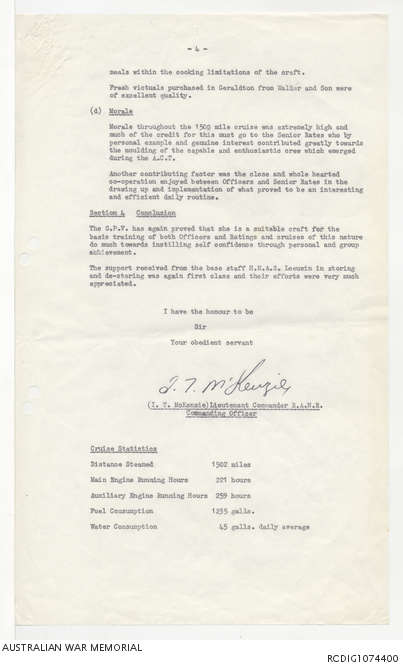 - 4 -
meals within the cooking limitations of the craft.
Fresh victuals purchased in Geraldton from Walker and Son were
of excellent quality.
(d) Morale
Morale throughout the 1500 mile cruise was extremely high and
much of the credit for this must go to the Senior Rates who by
personal example and genuine interest contributed greatly towards
the moulding of the capable and enthusiastic crew which emerged
during the A.C.T.
Another contributing factor was the close and whole hearted
co-operation enjoyed between Officers and Senior Rates in the
drawing up and implementation of what proved to be an interesting
and efficient daily routine.
Section 4 Conclusion
The G.P.V. has again proved that she is a suitable craft for the
basis training of both Officers and Ratings and cruises of this nature
do much towards instilling self confidence through personal and group
achievement.
The support received from the base staff H.M.A.S. Leeuwin in storing
and de-storing was again first class and their efforts were very much
appreciated.
I have the honour to be
Sir
Your obedient servant
I. T. McKenzie
(I. T. McKenzie)Lieutenant Commander R.A.N.R.
Commanding Officer
Cruise Statistics
Distance Steamed 1502 miles
Main Engine Running Hours 221 hours
Auxiliary Engine Running Hours 259 hours
Fuel Consumption 1235 galls.
Water Consumption 45 galls. daily average
AUSTRALIAN WAR MEMORIAL
RCDIG1074400